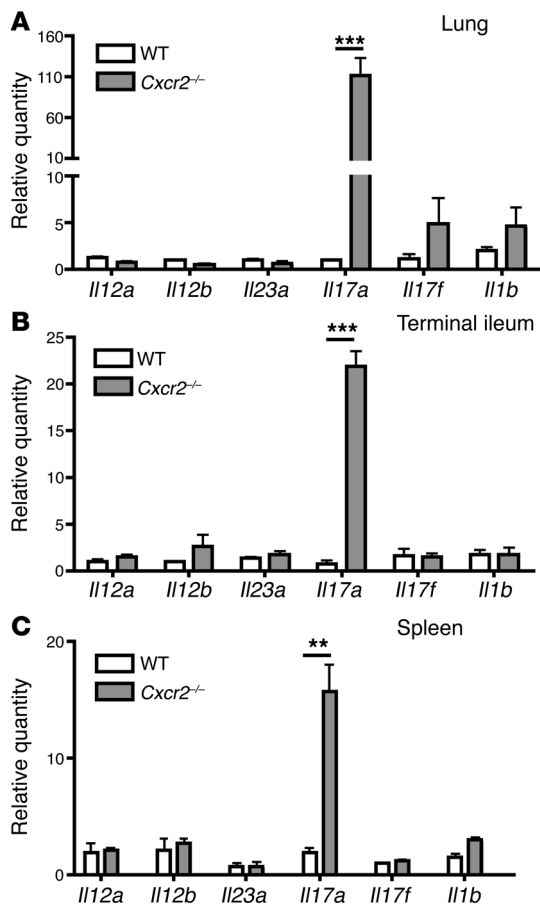 A
Lung
***
WT
Cxcr2–/–
Relative quantity
160
110
60
10
10
5
0
Il12a Il12b Il23a Il17a Il17f Il1b
B
Terminal ileum
***
WT
Cxcr2–/–
Relative quantity
25
20
15
10
5
0
Il12a Il12b Il23a Il17a Il17f Il1b
C
Spleen
**
WT
Cxcr2–/–
Relative quantity
20
10
0
Il12a Il12b Il23a Il17a Il17f Il1b